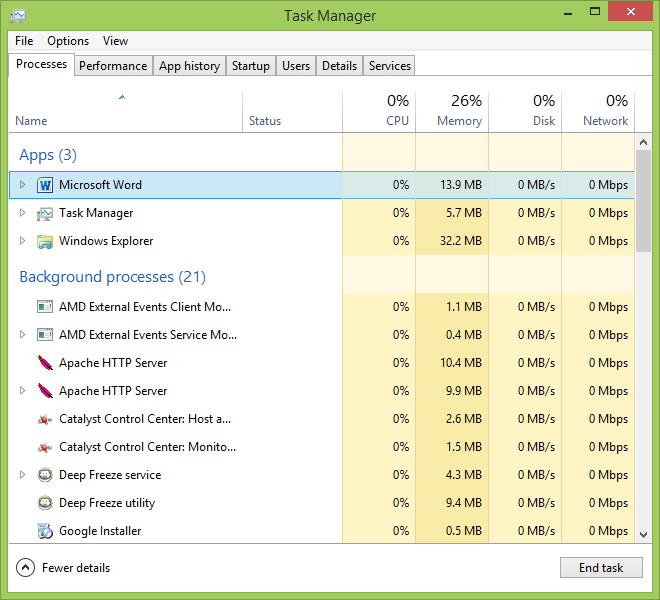 Task Manager
File Options View
Processes Performance App history Startup Users Details Services
0% 26% 0% 0%
Name Status CPU Memory Disk Network
Apps (3)
Microsoft Word 0% 13.9 MB 0 MB/s 0 Mbps
Task Manager 0% 5.7 MB 0 MB/s 0 Mbps
Windows Explorer 0% 32.2 MB 0 MB/s 0 Mbps
Background processes (21)
AMD External Events Client Mo... 0% 1.1 MB 0 MB/s 0 Mbps
AMD External Events Service Mo... 0% 0.4 MB 0 MB/s 0 Mbps
Apache HTTP Server 0% 10.4 MB 0 MB/s 0 Mbps
Apache HTTP Server 0% 9.9 MB 0 MB/s 0 Mbps
Catalyst Control Center: Host a... 0% 2.6 MB 0 MB/s 0 Mbps
Catalyst Control Center: Monito... 0% 1.5 MB 0 MB/s 0 Mbps
Deep Freeze service 0% 4.3 MB 0 MB/s 0 Mbps
Deep Freeze utility 0% 9.4 MB 0 MB/s 0 Mbps
Google Installer 0% 0.5 MB 0 MB/s 0 Mbps
Fewer details End task